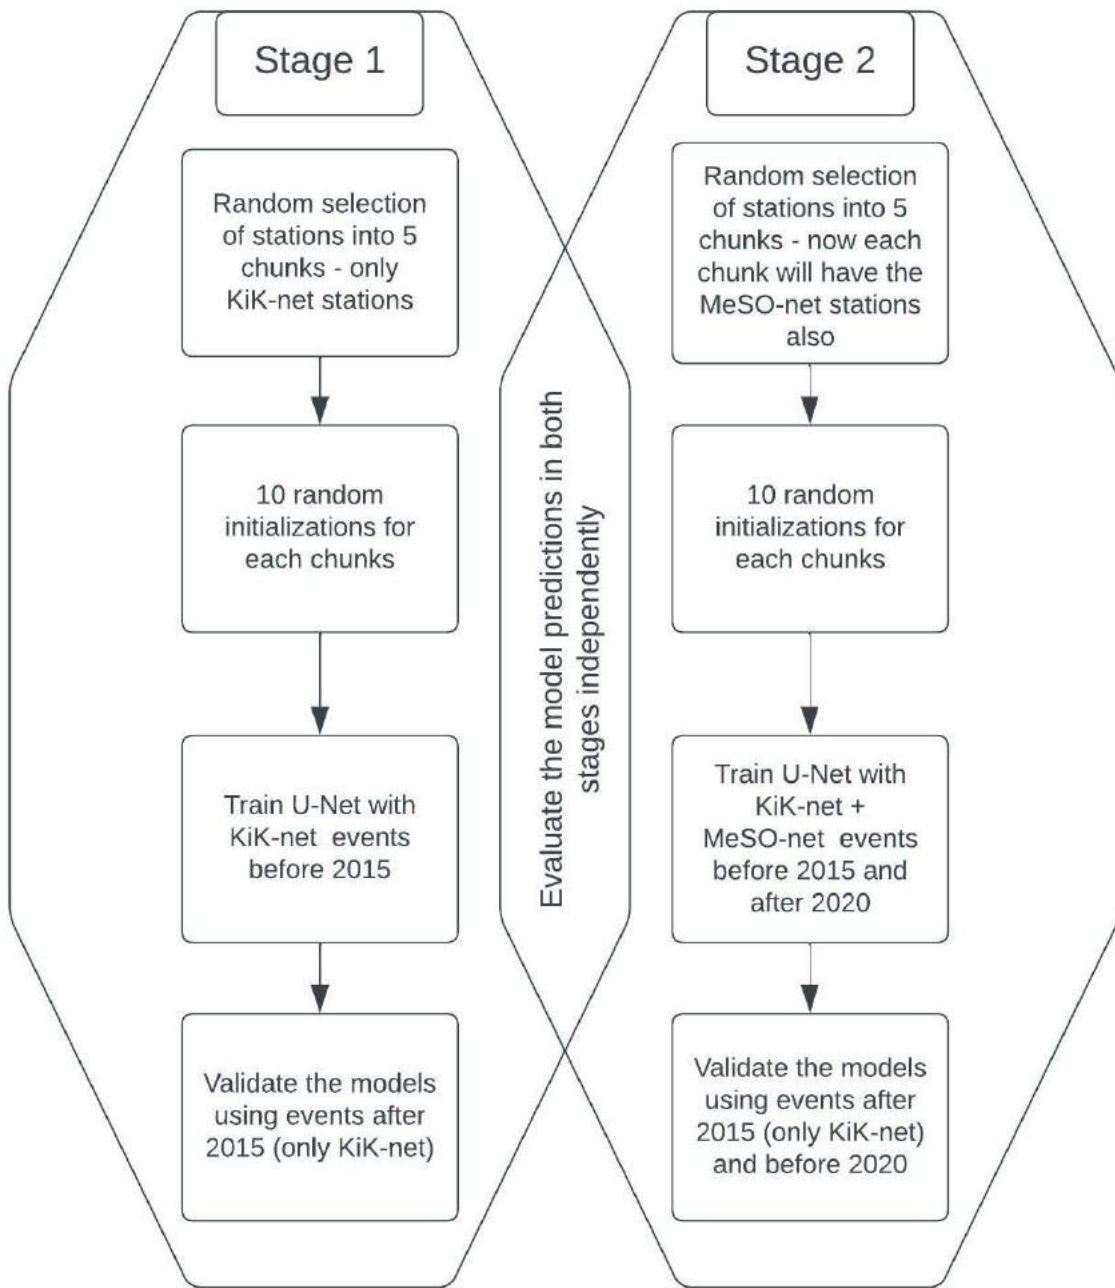 Stage 1
Random selection
of stations into 5
chunks - only
KiK-net stations
10 random
initializations for
each chunks
Train U-Net with
KiK-net events
before 2015
Validate the models
using events after
2015 (only KiK-net)
Evaluate the model predictions in both
stages independently
Stage 2
Random selection
of stations into 5
chunks - now each
chunk will have the
MeSO-net stations
also
10 random
initializations for
each chunks
Train U-Net with
KiK-net +
MeSO-net events
before 2015 and
after 2020
Validate the models
using events after
2015 (only KiK-net)
and before 2020